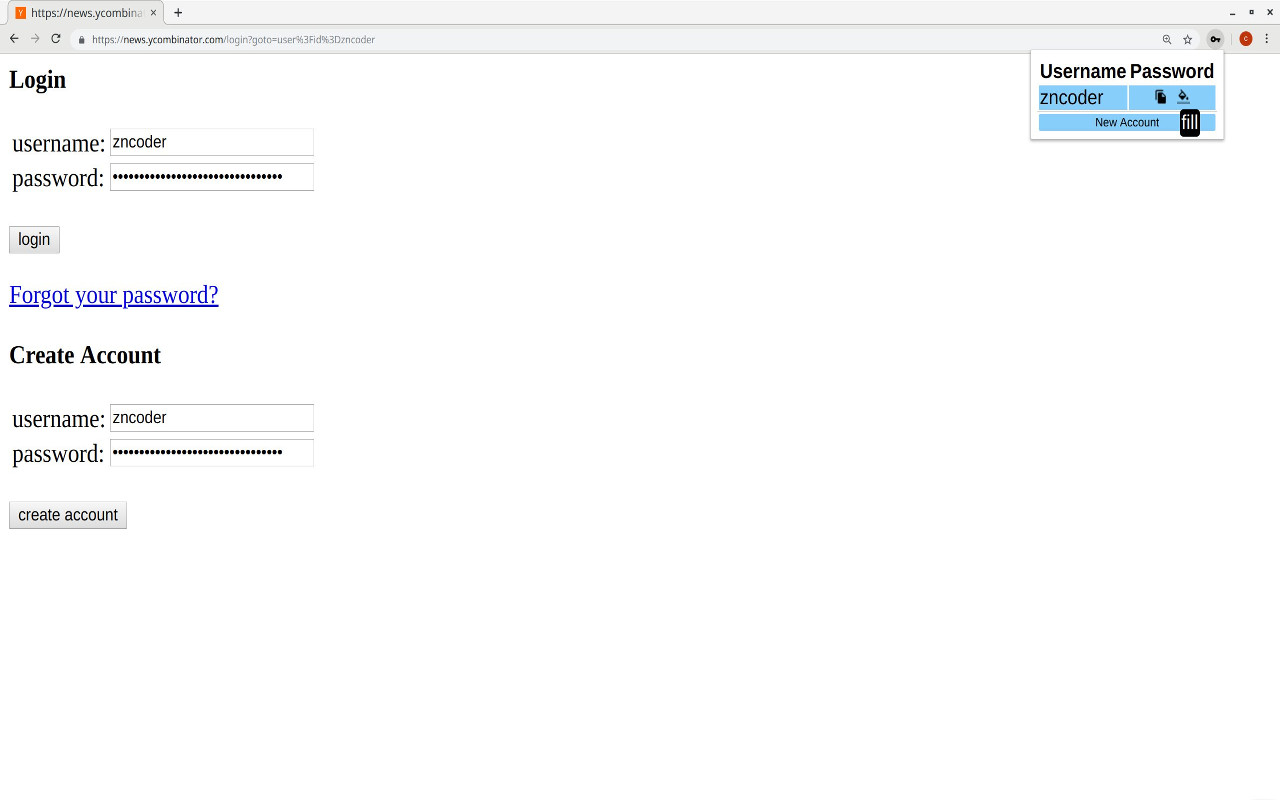 https://news.ycombina
https://news.ycombinator.com/login?goto=user%3Fid%3Dzncoder
Username Password
zncoder
New Account
fill
Login
username: zncoder
password: ••••••••••••••••••••••••••••••••
login
Forgot your password?
Create Account
username: zncoder
password: ••••••••••••••••••••••••••••••••
create account